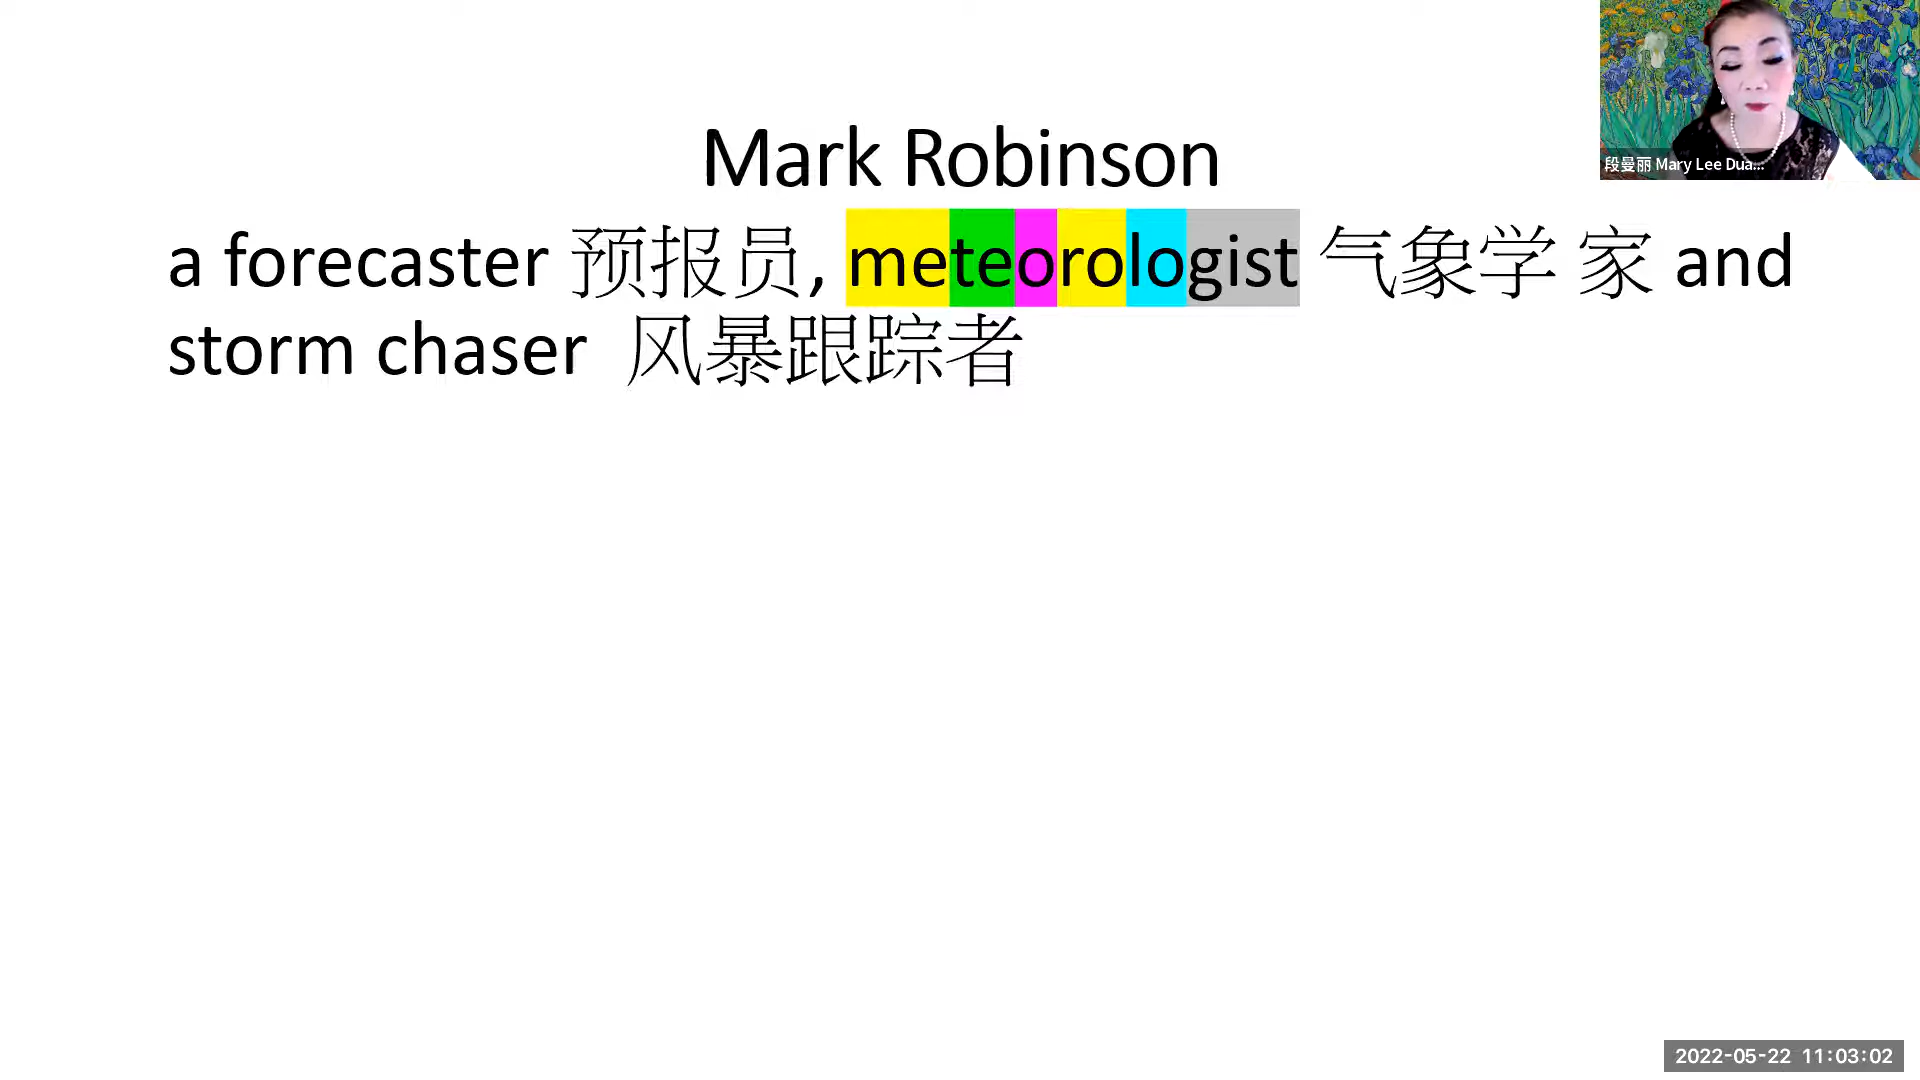 Mark Robinson
段曼丽 Mary Lee Dua...
a forecaster 预报员, meteorologist 气象学 家 and
storm chaser 风暴跟踪者
2022-05-22 11:03:02